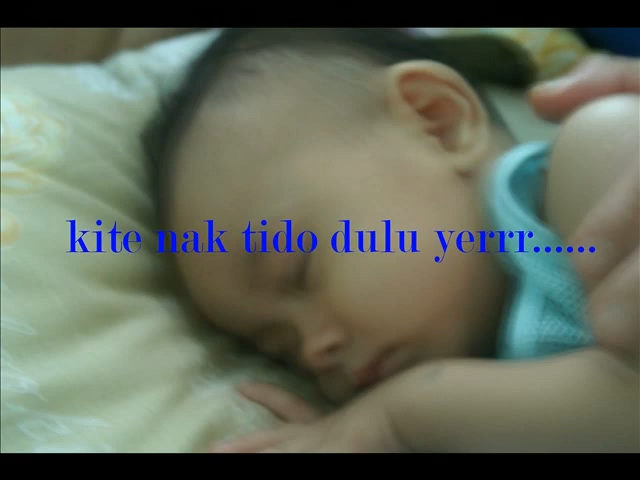 kite nak tido dulu yerrr......